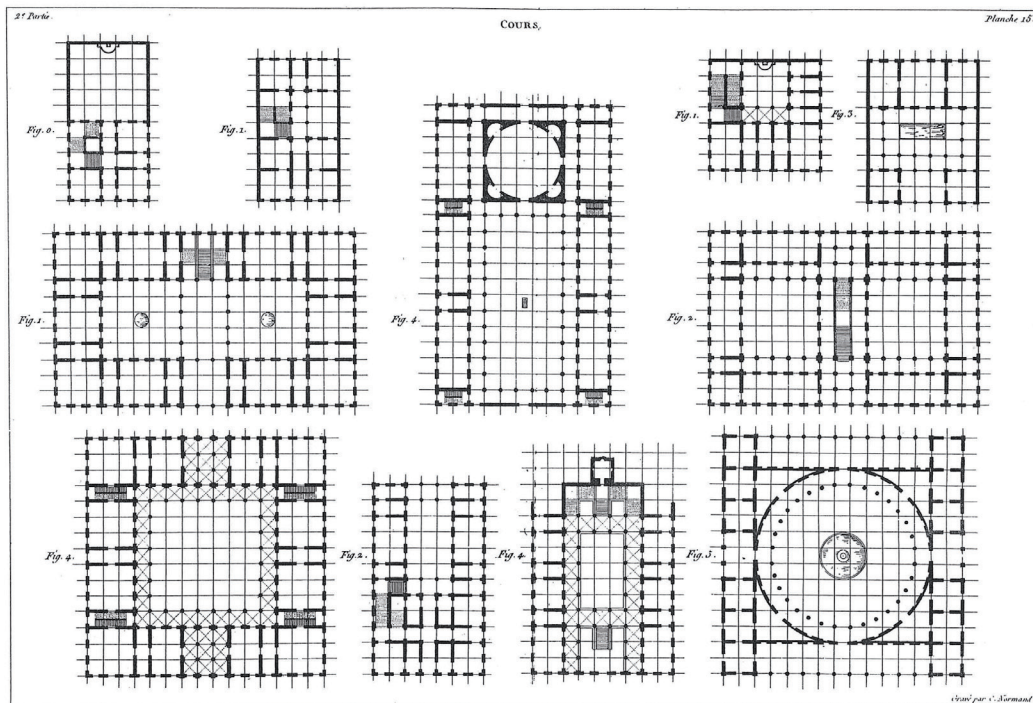 2.e Partie.
COURS,
Planche 15.
Fig. 0.
Fig. 1.
Fig. 1.
Fig. 3.
Fig. 1.
Fig. 4.
Fig. 2.
Fig. 4.
Fig. 2.
Fig. 4.
Fig. 3.
Gravé par C. Normand